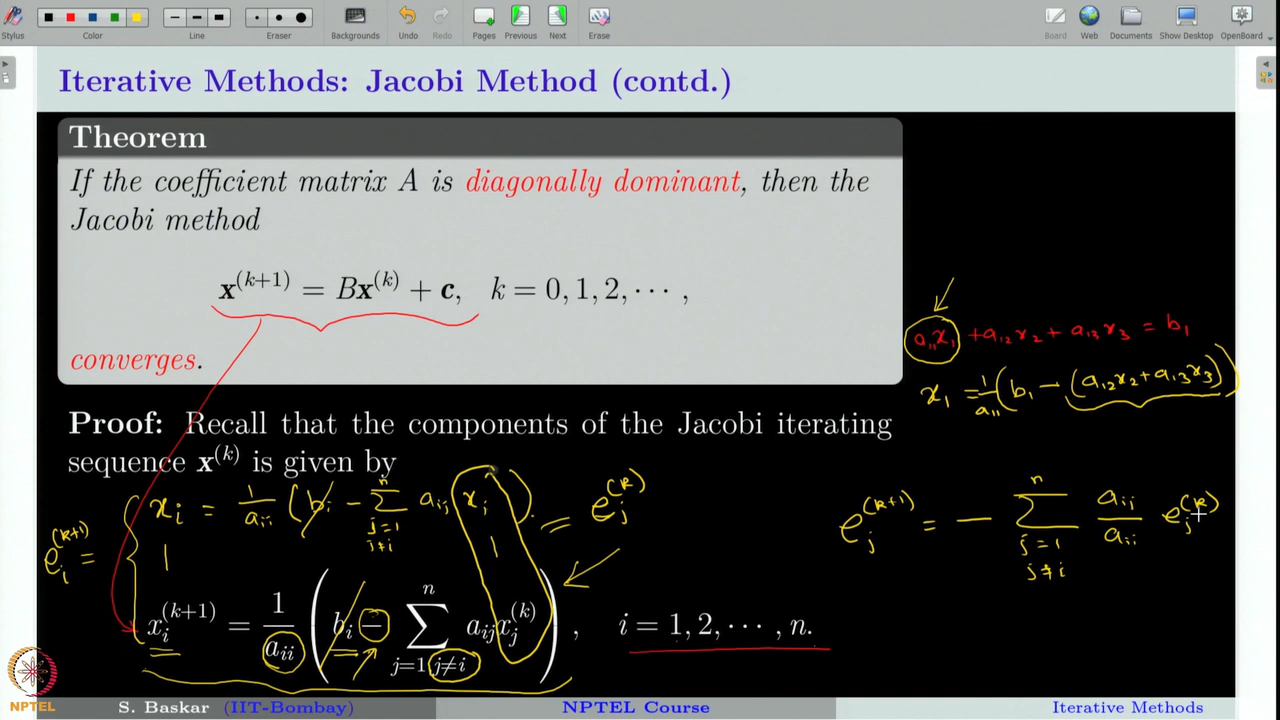 Stylus Color Line Eraser Backgrounds Undo Redo Pages Previous Next Erase Board Web Documents Show Desktop OpenBoard
Iterative Methods: Jacobi Method (contd.)
Theorem
If the coefficient matrix A is diagonally dominant, then the
Jacobi method
x^(k+1) = Bx^(k) + c, k = 0, 1, 2, ⋯ ,
converges.
a₁₁x₁ + a₁₂x₂ + a₁₃x₃ = b₁
x₁ = 1/a₁₁ (b₁ − (a₁₂x₂ + a₁₃x₃))
Proof: Recall that the components of the Jacobi iterating
sequence x^(k) is given by
x_i = 1/a_ii (b_i − ∑_{j=1, j≠i}^n a_ij x_j). = e_j^(k)
e_i^(k+1) =
x_i^(k+1) = 1/a_ii (b_i − ∑_{j=1, j≠i}^n a_ij x_j^(k)), i = 1, 2, ⋯ , n.
e_j^(k+1) = − ∑_{j=1, j≠i}^n a_ij/a_ii e_j^(k)
NPTEL
S. Baskar (IIT-Bombay) NPTEL Course Iterative Methods